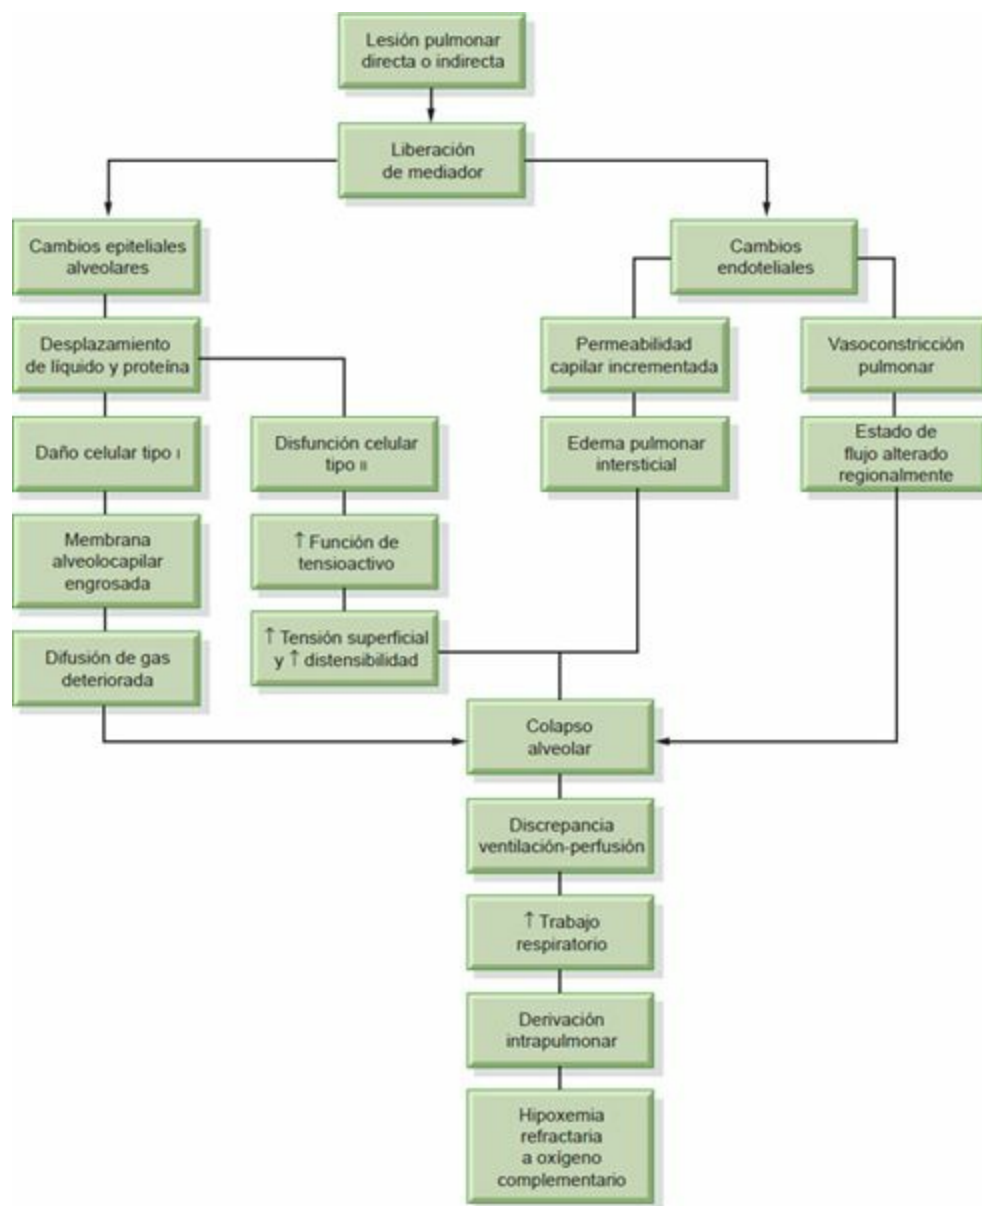 Lesión pulmonar
directa o indirecta
Liberación
de mediador
Cambios epiteliales
alveolares
Cambios
endoteliales
Desplazamiento
de líquido y proteína
Permeabilidad
capilar incrementada
Vasoconstricción
pulmonar
Daño celular tipo I
Disfunción celular
tipo II
Edema pulmonar
intersticial
Estado de
flujo alterado
regionalmente
Membrana
alveolocapilar
engrosada
↑ Función de
tensioactivo
↑ Tensión superficial
y ↑ distensibilidad
Difusión de gas
deteriorada
Colapso
alveolar
Discrepancia
ventilación-perfusión
↑ Trabajo
respiratorio
Derivación
intrapulmonar
Hipoxemia
refractaria
a oxígeno
complementario